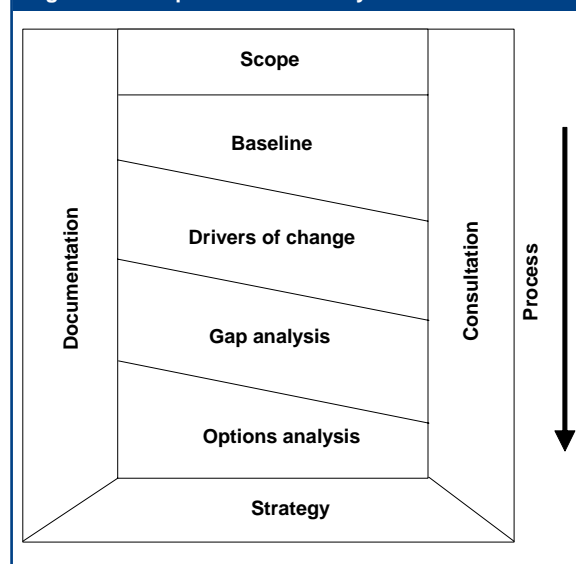 Scope
Baseline
Drivers of change
Gap analysis
Options analysis
Strategy
Documentation
Consultation
Process